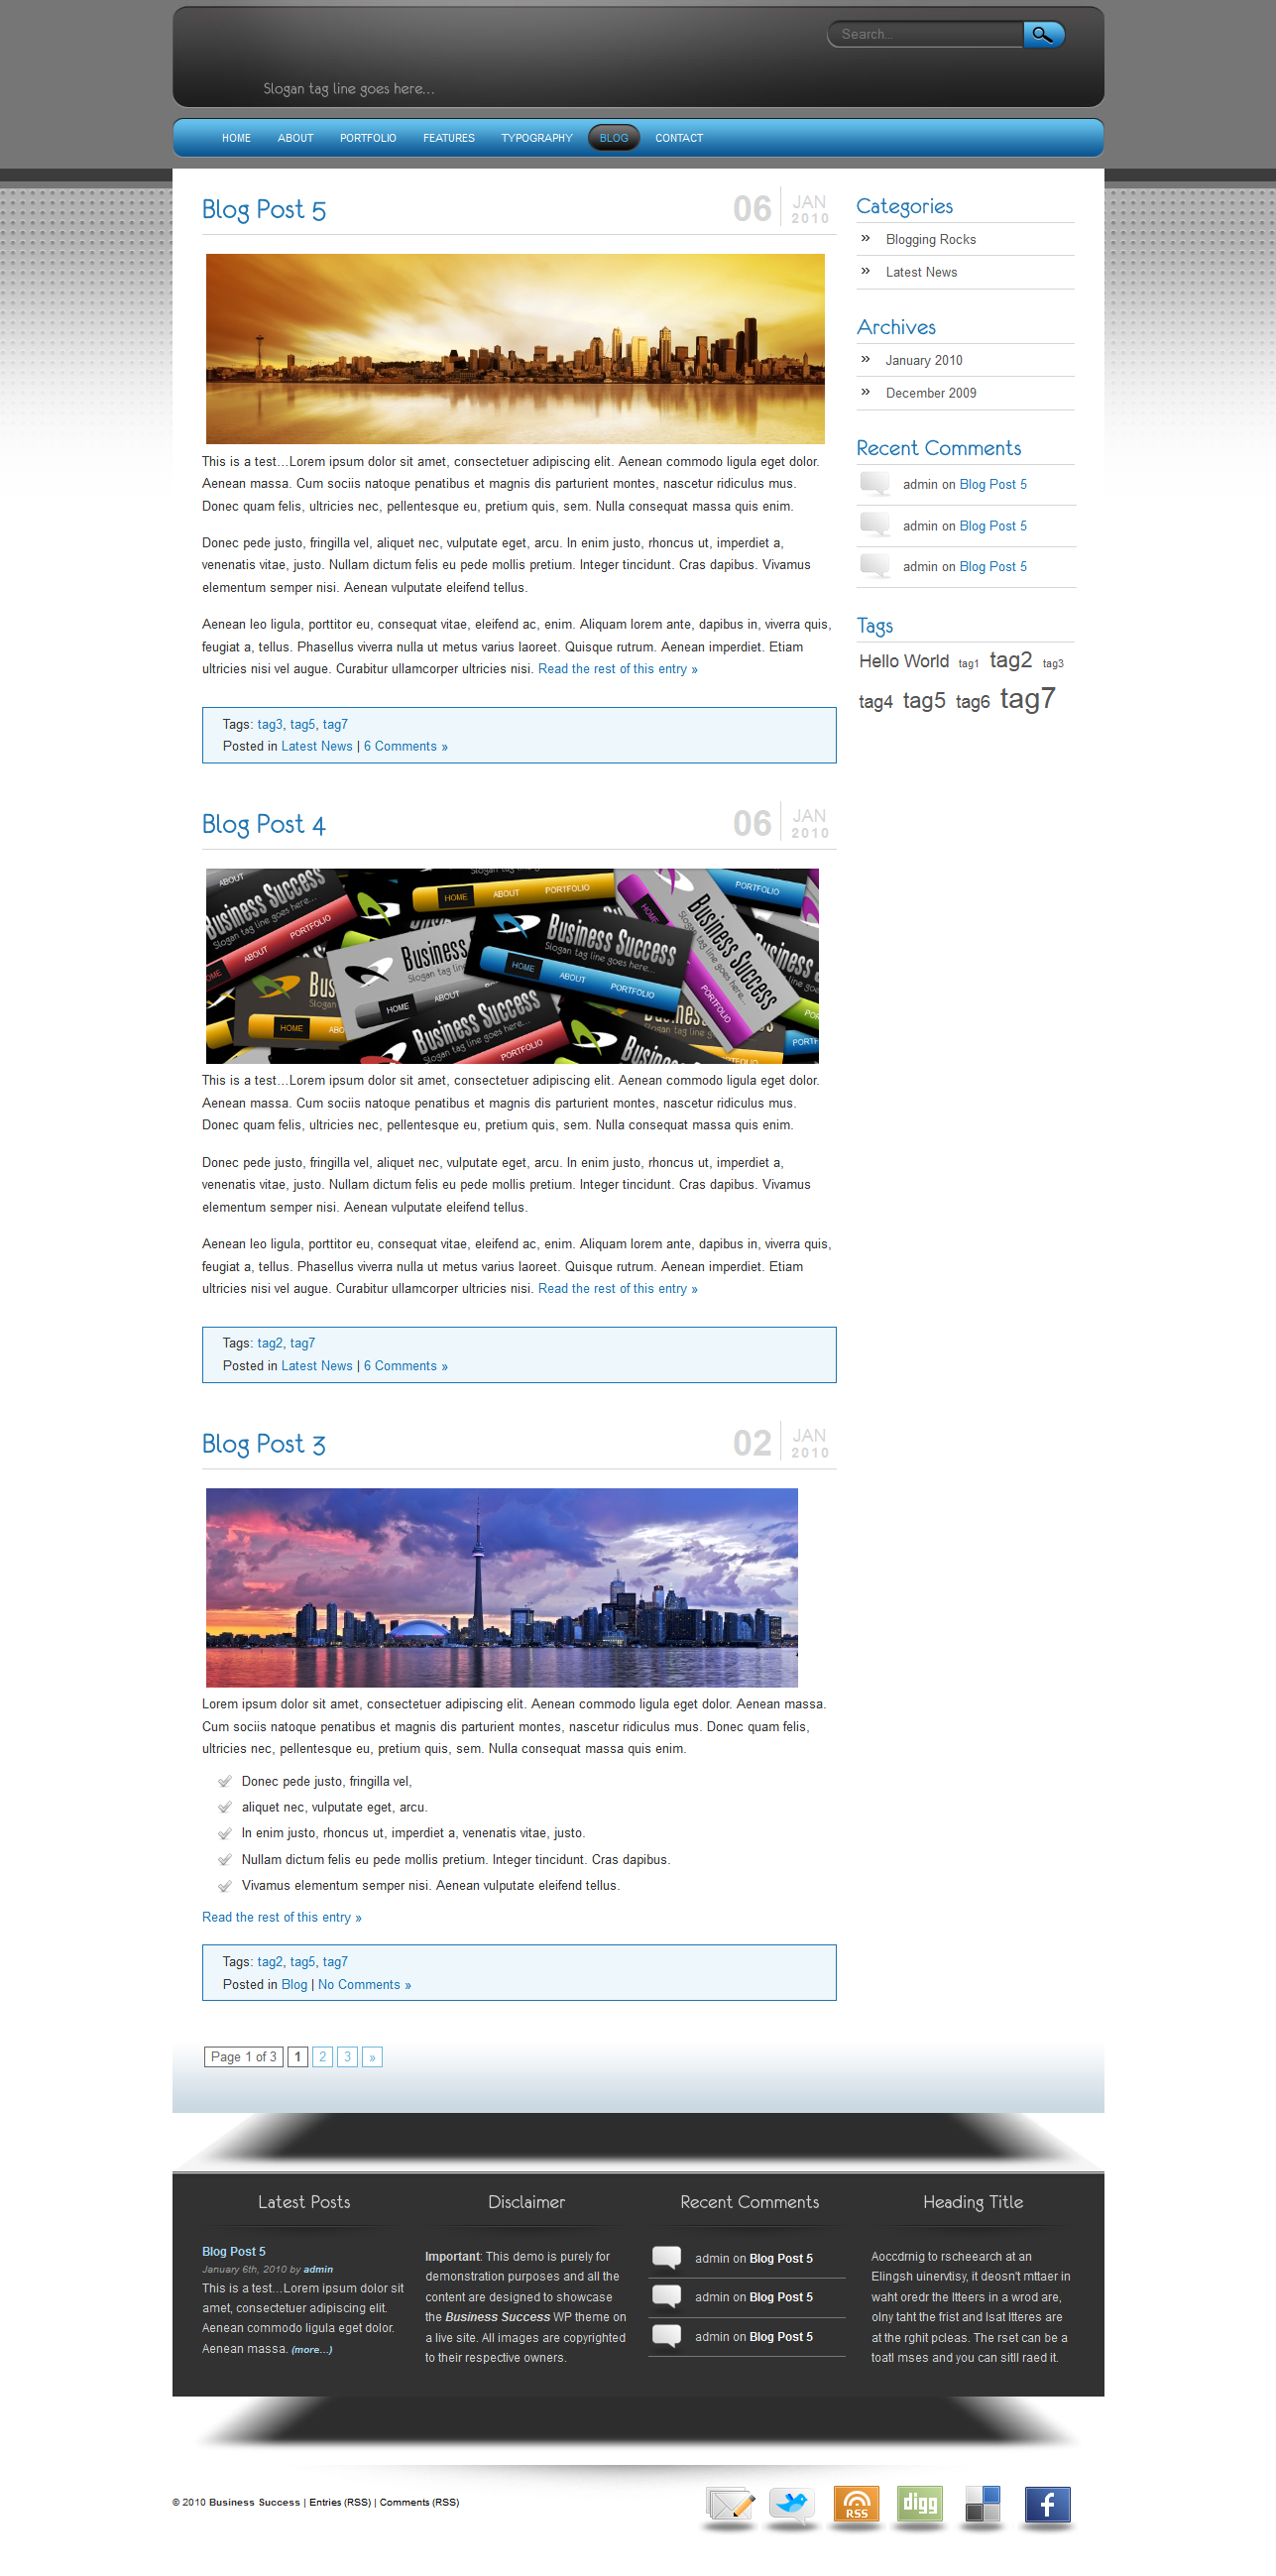 Search...
Slogan tag line goes here...
HOME ABOUT PORTFOLIO FEATURES TYPOGRAPHY BLOG CONTACT
Blog Post 5
06 JAN 2010
This is a test...Lorem ipsum dolor sit amet, consectetuer adipiscing elit. Aenean commodo ligula eget dolor.
Aenean massa. Cum sociis natoque penatibus et magnis dis parturient montes, nascetur ridiculus mus.
Donec quam felis, ultricies nec, pellentesque eu, pretium quis, sem. Nulla consequat massa quis enim.
Donec pede justo, fringilla vel, aliquet nec, vulputate eget, arcu. In enim justo, rhoncus ut, imperdiet a,
venenatis vitae, justo. Nullam dictum felis eu pede mollis pretium. Integer tincidunt. Cras dapibus. Vivamus
elementum semper nisi. Aenean vulputate eleifend tellus.
Aenean leo ligula, porttitor eu, consequat vitae, eleifend ac, enim. Aliquam lorem ante, dapibus in, viverra quis,
feugiat a, tellus. Phasellus viverra nulla ut metus varius laoreet. Quisque rutrum. Aenean imperdiet. Etiam
ultricies nisi vel augue. Curabitur ullamcorper ultricies nisi. Read the rest of this entry »
Tags: tag3, tag5, tag7
Posted in Latest News | 6 Comments »
Blog Post 4
06 JAN 2010
ABOUT
Business Success
Slogan tag line goes here...
HOME ABOUT PORTFOLIO
This is a test...Lorem ipsum dolor sit amet, consectetuer adipiscing elit. Aenean commodo ligula eget dolor.
Aenean massa. Cum sociis natoque penatibus et magnis dis parturient montes, nascetur ridiculus mus.
Donec quam felis, ultricies nec, pellentesque eu, pretium quis, sem. Nulla consequat massa quis enim.
Donec pede justo, fringilla vel, aliquet nec, vulputate eget, arcu. In enim justo, rhoncus ut, imperdiet a,
venenatis vitae, justo. Nullam dictum felis eu pede mollis pretium. Integer tincidunt. Cras dapibus. Vivamus
elementum semper nisi. Aenean vulputate eleifend tellus.
Aenean leo ligula, porttitor eu, consequat vitae, eleifend ac, enim. Aliquam lorem ante, dapibus in, viverra quis,
feugiat a, tellus. Phasellus viverra nulla ut metus varius laoreet. Quisque rutrum. Aenean imperdiet. Etiam
ultricies nisi vel augue. Curabitur ullamcorper ultricies nisi. Read the rest of this entry »
Tags: tag2, tag7
Posted in Latest News | 6 Comments »
Blog Post 3
02 JAN 2010
Lorem ipsum dolor sit amet, consectetuer adipiscing elit. Aenean commodo ligula eget dolor. Aenean massa.
Cum sociis natoque penatibus et magnis dis parturient montes, nascetur ridiculus mus. Donec quam felis,
ultricies nec, pellentesque eu, pretium quis, sem. Nulla consequat massa quis enim.
Donec pede justo, fringilla vel,
aliquet nec, vulputate eget, arcu.
In enim justo, rhoncus ut, imperdiet a, venenatis vitae, justo.
Nullam dictum felis eu pede mollis pretium. Integer tincidunt. Cras dapibus.
Vivamus elementum semper nisi. Aenean vulputate eleifend tellus.
Read the rest of this entry »
Tags: tag2, tag5, tag7
Posted in Blog | No Comments »
Page 1 of 3 1 2 3 »
Categories
» Blogging Rocks
» Latest News
Archives
» January 2010
» December 2009
Recent Comments
admin on Blog Post 5
admin on Blog Post 5
admin on Blog Post 5
Tags
Hello World tag1 tag2 tag3
tag4 tag5 tag6 tag7
Latest Posts
Blog Post 5
January 6th, 2010 by admin
This is a test...Lorem ipsum dolor sit
amet, consectetuer adipiscing elit.
Aenean commodo ligula eget dolor.
Aenean massa. (more...)
Disclaimer
Important: This demo is purely for
demonstration purposes and all the
content are designed to showcase
the Business Success WP theme on
a live site. All images are copyrighted
to their respective owners.
Recent Comments
admin on Blog Post 5
admin on Blog Post 5
admin on Blog Post 5
Heading Title
Aoccdrnig to rscheearch at an
Elingsh uinervtisy, it deosn't mttaer in
waht oredr the ltteers in a wrod are,
olny taht the frist and lsat ltteres are
at the rghit pcleas. The rset can be a
toatl mses and you can sitll raed it.
© 2010 Business Success | Entries (RSS) | Comments (RSS)
RSS
digg
f